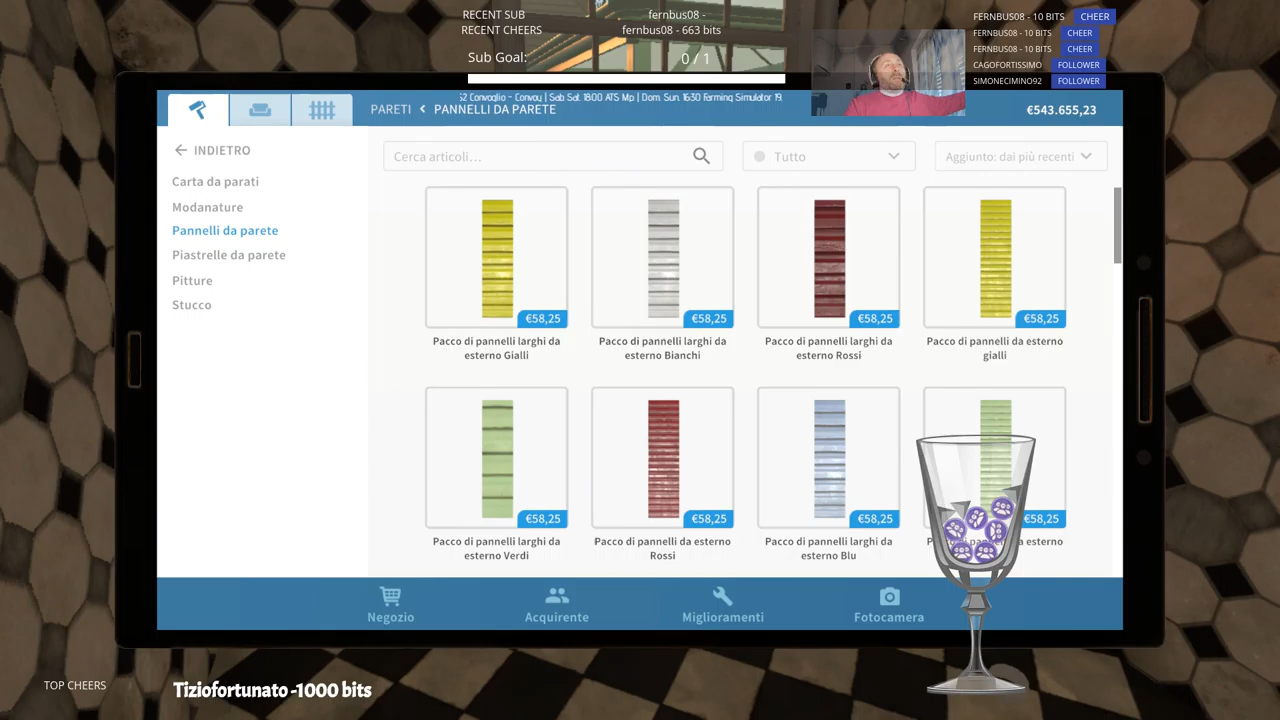 RECENT SUB
fernbus08 -
RECENT CHEERS
fernbus08 - 663 bits
Sub Goal:
0 / 1
FERNBUS08 - 10 BITS CHEER
FERNBUS08 - 10 BITS CHEER
FERNBUS08 - 10 BITS CHEER
CAGOFORTISSIMO FOLLOWER
SIMONECIMINO92 FOLLOWER
Convoglio - Convoy | Sab Sat. 18:00 ATS Mp | Dom. Sun. 16:30 Farming Simulator 19.
PARETI < PANNELLI DA PARETE
€543.655,23
INDIETRO
Carta da parati
Modanature
Pannelli da parete
Piastrelle da parete
Pitture
Stucco
Cerca articoli...
Tutto
Aggiunto: dai più recenti
€58,25
€58,25
€58,25
€58,25
Pacco di pannelli larghi da
esterno Gialli
Pacco di pannelli larghi da
esterno Bianchi
Pacco di pannelli larghi da
esterno Rossi
Pacco di pannelli da esterno
gialli
€58,25
€58,25
€58,25
€58,25
Pacco di pannelli larghi da
esterno Verdi
Pacco di pannelli da esterno
Rossi
Pacco di pannelli larghi da
esterno Blu
da esterno
Negozio
Acquirente
Miglioramenti
Fotocamera
TOP CHEERS
Tiziofortunato -1000 bits